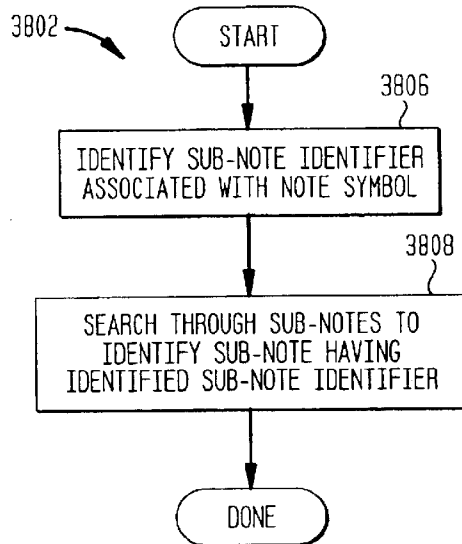 3802
START
3806
IDENTIFY SUB-NOTE IDENTIFIER
ASSOCIATED WITH NOTE SYMBOL
3808
SEARCH THROUGH SUB-NOTES TO
IDENTIFY SUB-NOTE HAVING
IDENTIFIED SUB-NOTE IDENTIFIER
DONE